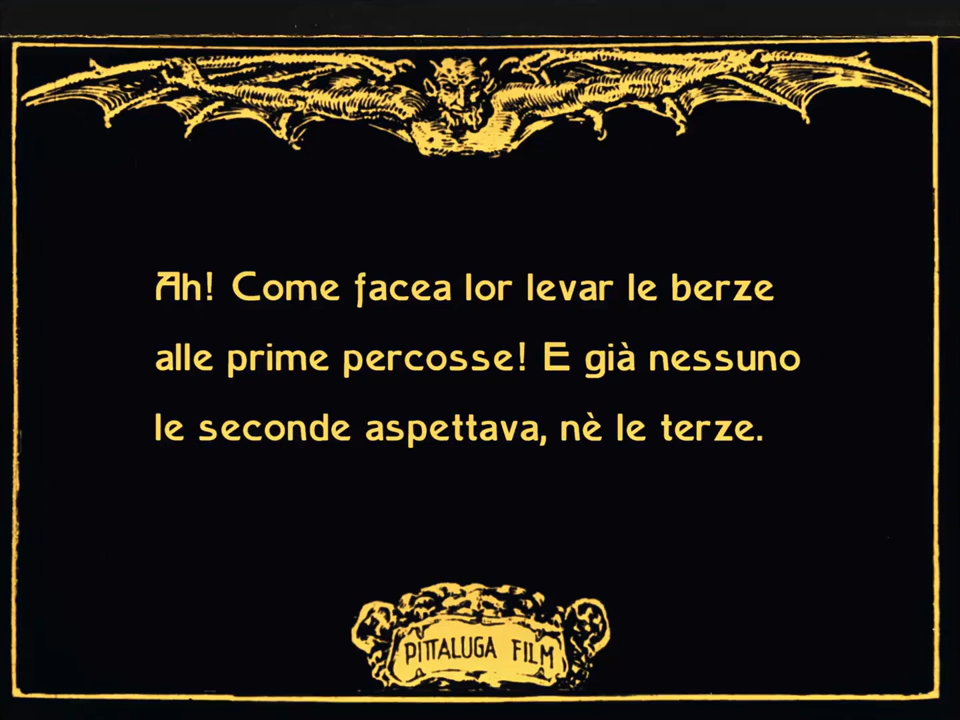 Ah! Come facea lor levar le berze
alle prime percosse! E già nessuno
le seconde aspettava, nè le terze.
PITTALUGA FILM